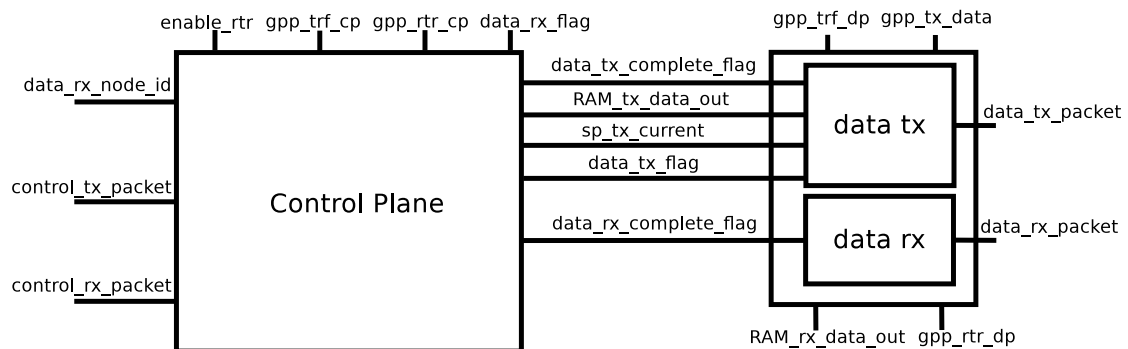 enable_rtr
gpp_trf_cp
gpp_rtr_cp
data_rx_flag
gpp_trf_dp
gpp_tx_data
data_rx_node_id
control_tx_packet
control_rx_packet
Control Plane
data_tx_complete_flag
RAM_tx_data_out
sp_tx_current
data_tx_flag
data_rx_complete_flag
data tx
data rx
data_tx_packet
data_rx_packet
RAM_rx_data_out
gpp_rtr_dp